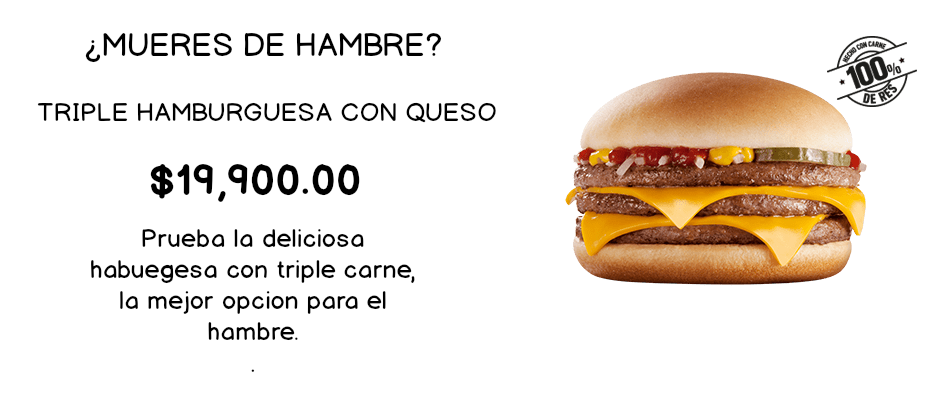 ¿MUERES DE HAMBRE?
TRIPLE HAMBURGUESA CON QUESO
$19,900.00
Prueba la deliciosa
habuegesa con triple carne,
la mejor opcion para el
hambre.
.
HECHO CON CARNE
100%
DE RES